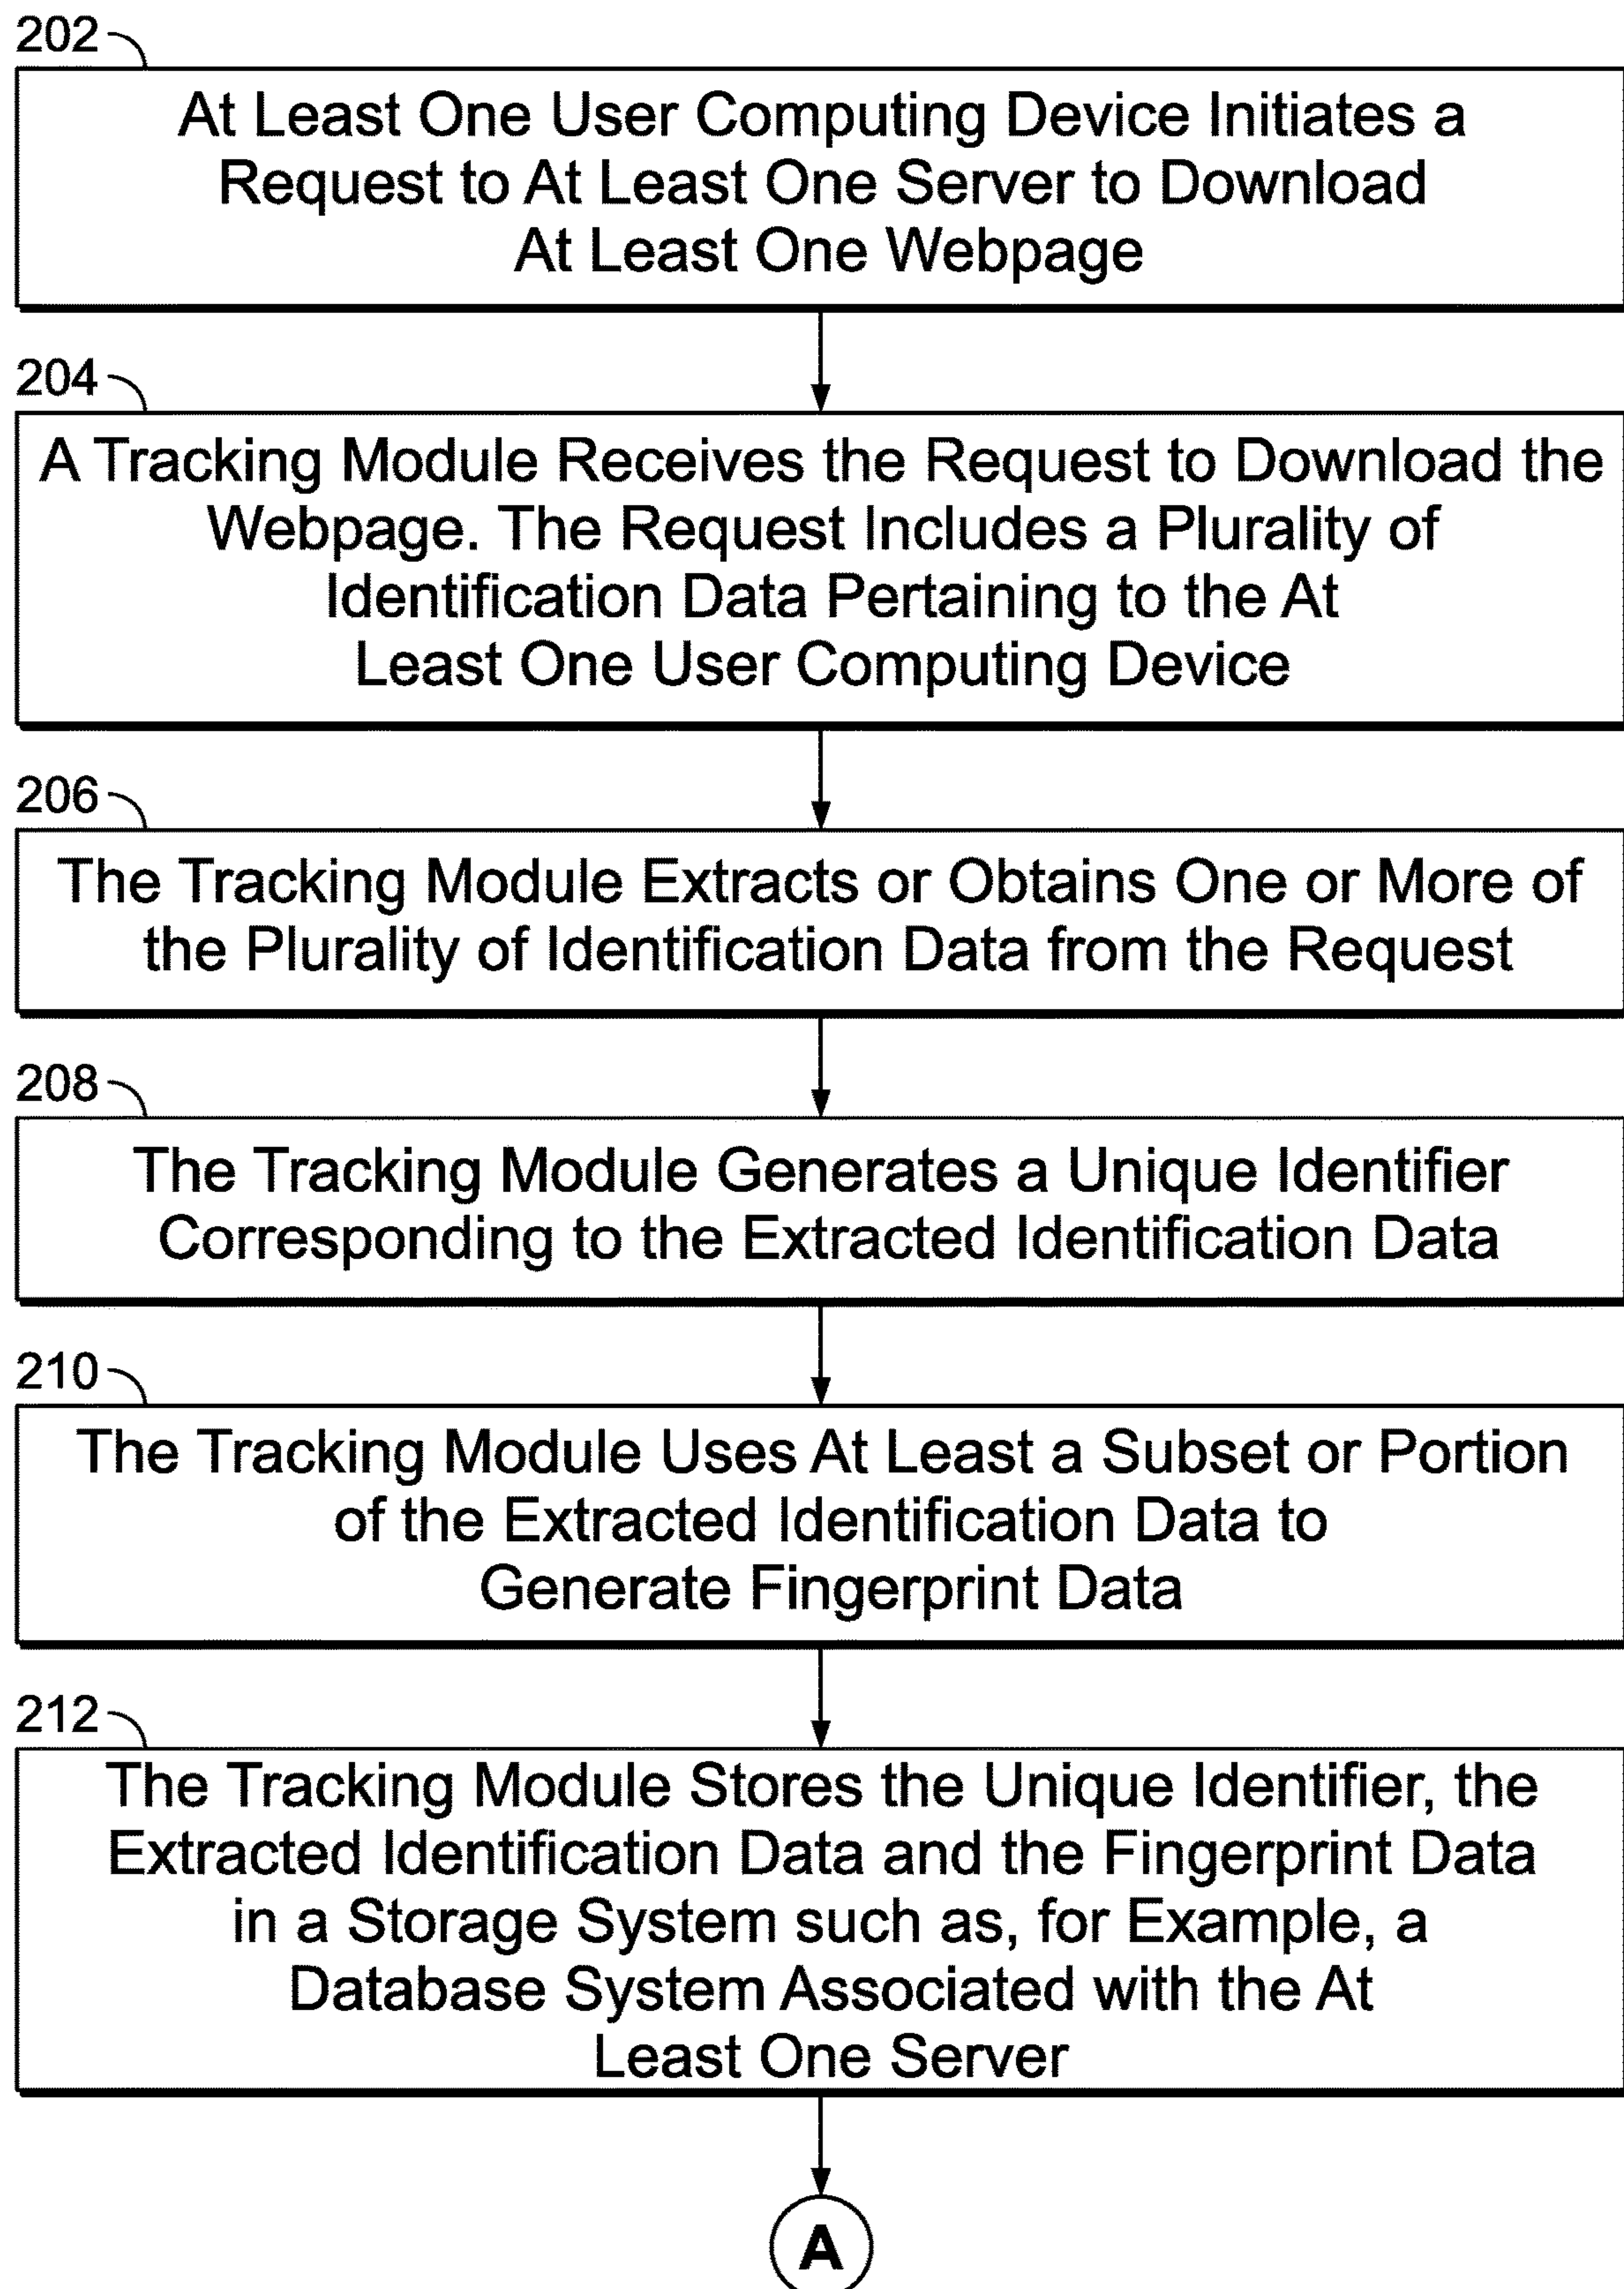 202
At Least One User Computing Device Initiates a
Request to At Least One Server to Download
At Least One Webpage
204
A Tracking Module Receives the Request to Download the
Webpage. The Request Includes a Plurality of
Identification Data Pertaining to the At
Least One User Computing Device
206
The Tracking Module Extracts or Obtains One or More of
the Plurality of Identification Data from the Request
208
The Tracking Module Generates a Unique Identifier
Corresponding to the Extracted Identification Data
210
The Tracking Module Uses At Least a Subset or Portion
of the Extracted Identification Data to
Generate Fingerprint Data
212
The Tracking Module Stores the Unique Identifier, the
Extracted Identification Data and the Fingerprint Data
in a Storage System such as, for Example, a
Database System Associated with the At
Least One Server
A